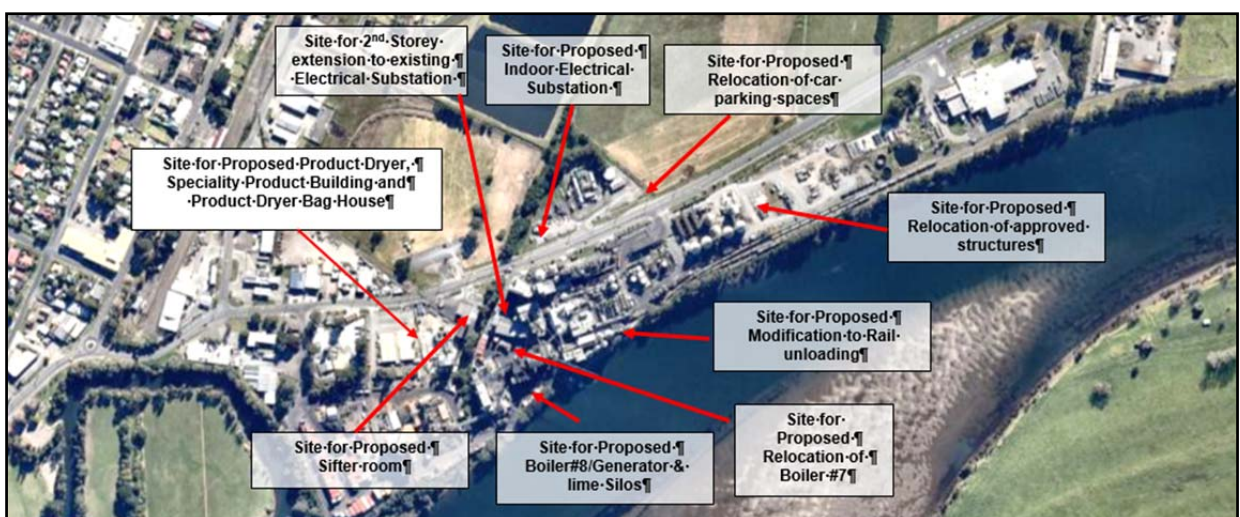 Site·for·2nd·Storey·
extension·to·existing·¶
·Electrical·Substation·¶
Site·for·Proposed·¶
Indoor·Electrical·
Substation·¶
Site·for·Proposed·¶
Relocation·of·car·
parking·spaces¶
Site·for·Proposed·Product·Dryer,·¶
Speciality·Product·Building·and¶
·Product·Dryer·Bag·House¶
Site·for·Proposed·¶
Relocation·of·approved·
structures¶
Site·for·Proposed·¶
Modification·to·Rail·
unloading¶
Site·for·Proposed·¶
Sifter·room¶
Site·for·Proposed·¶
Boiler#8/Generator·&·
lime·Silos¶
Site·for·
Proposed·¶
Relocation·of·¶
Boiler·#7¶